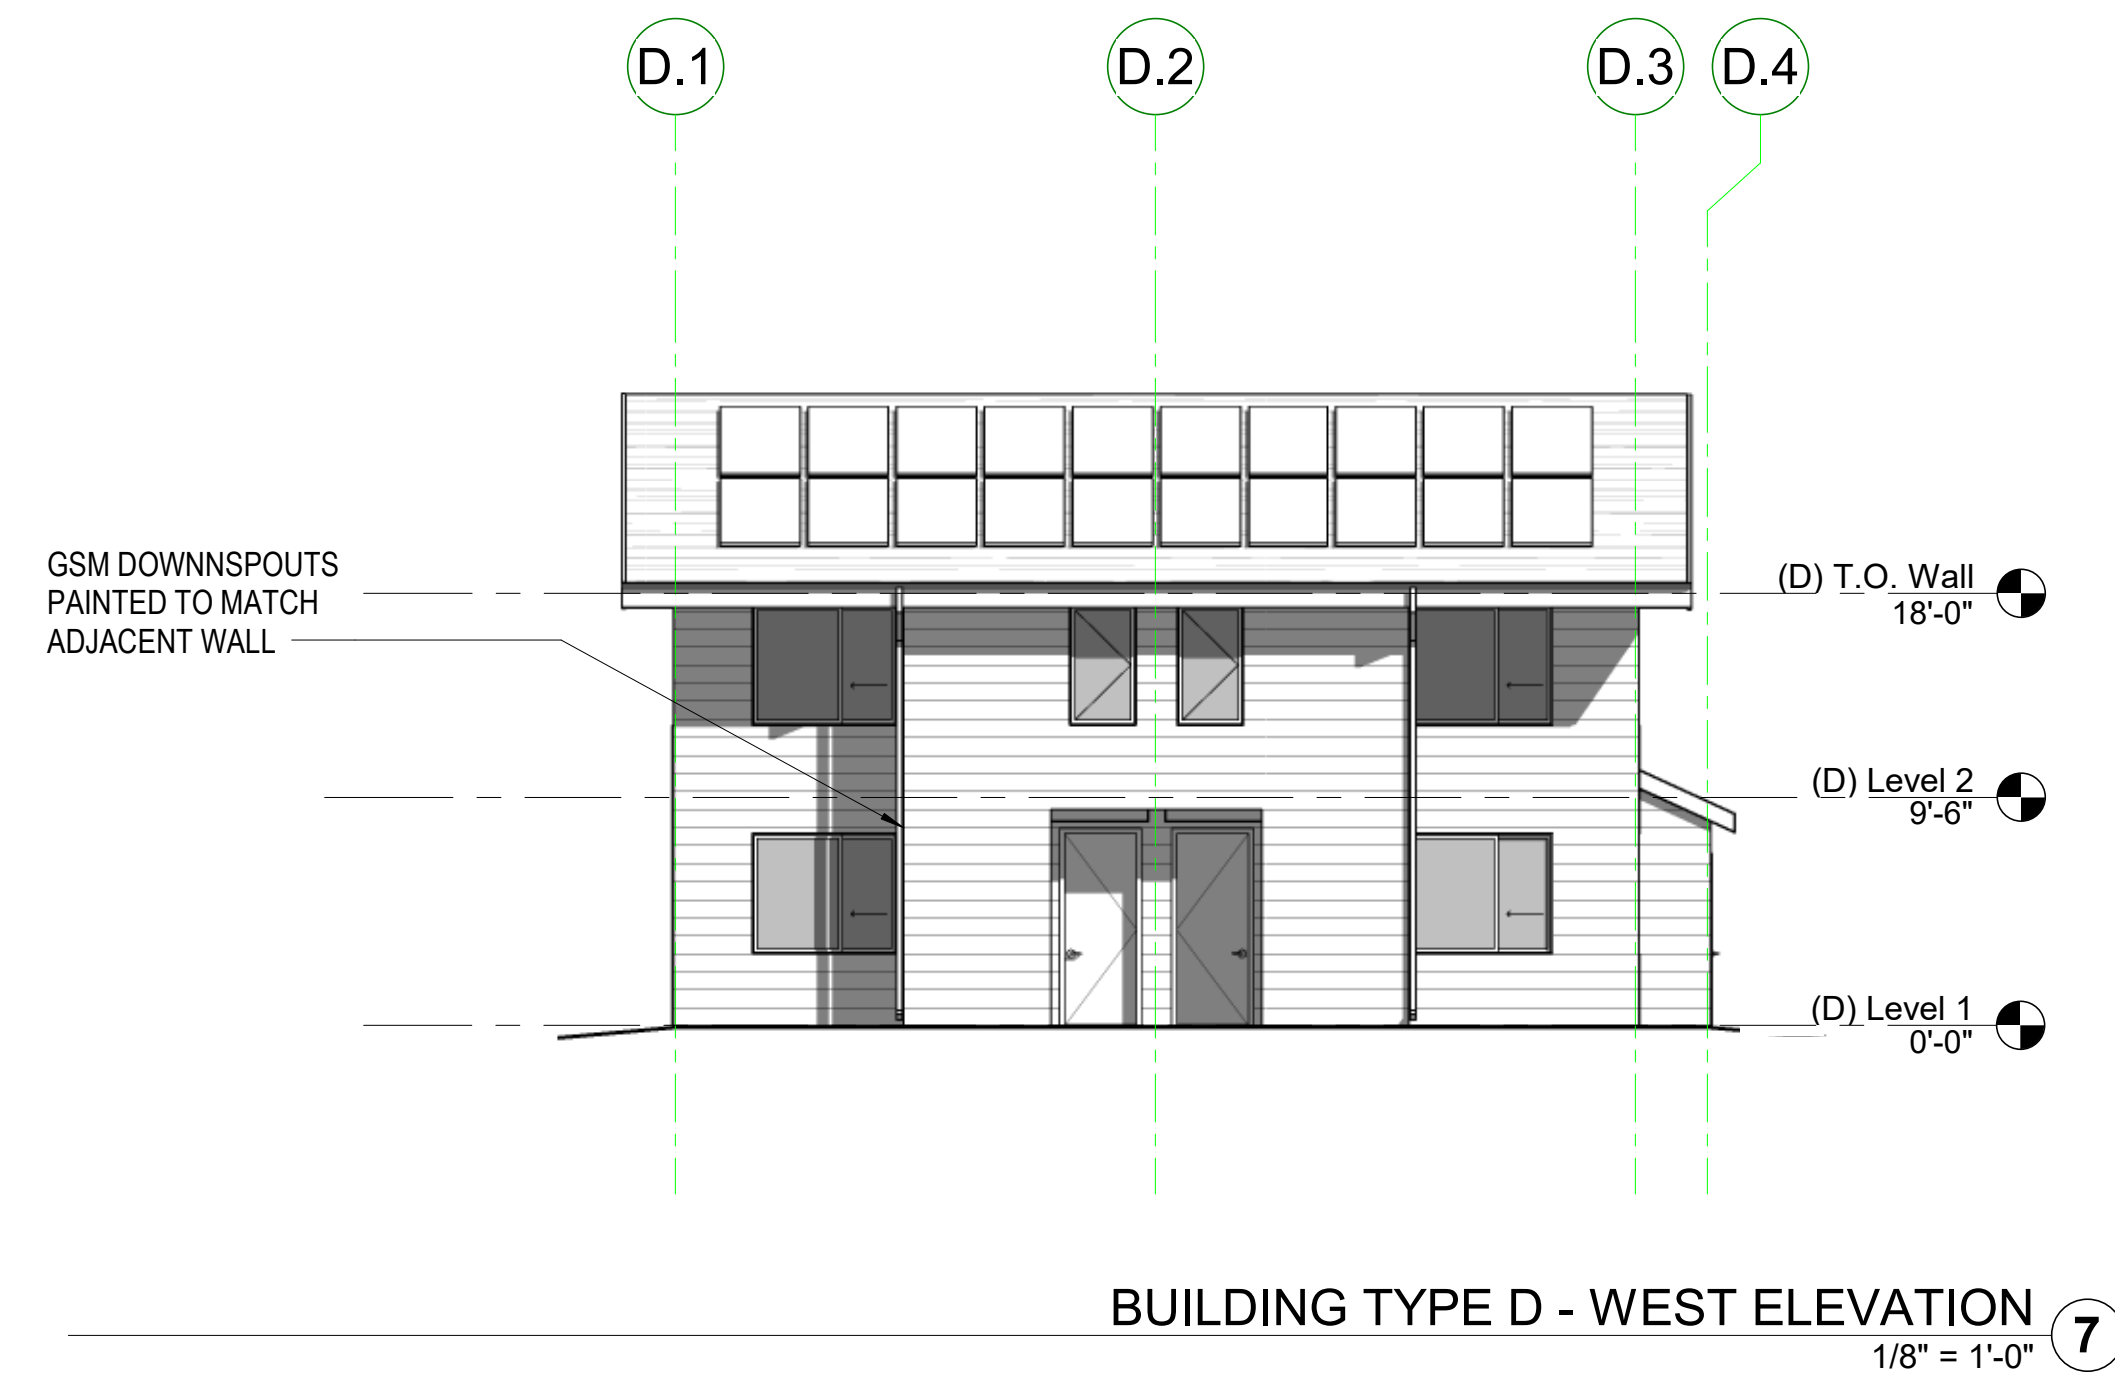 D.1
D.2
D.3
D.4
GSM DOWNNSPOUTS
PAINTED TO MATCH
ADJACENT WALL
(D) T.O. Wall
18'-0"
(D) Level 2
9'-6"
(D) Level 1
0'-0"
BUILDING TYPE D - WEST ELEVATION
1/8" = 1'-0"
7